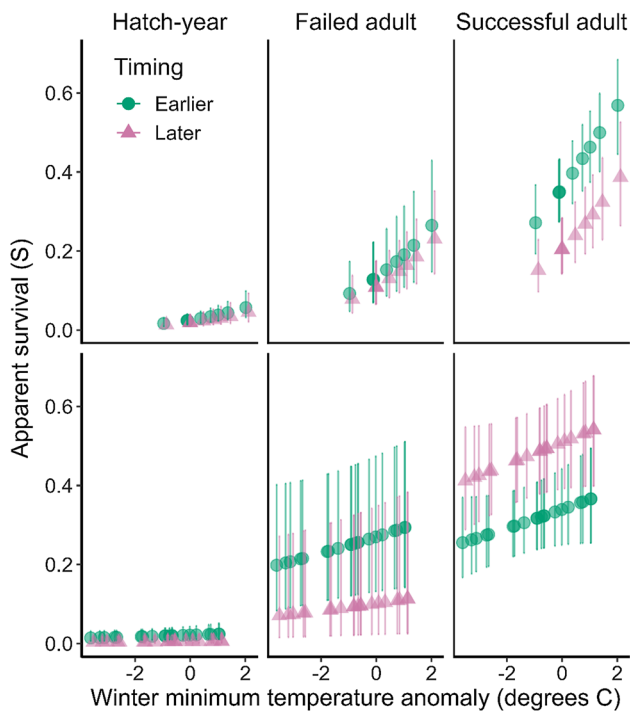 Hatch-year Failed adult Successful adult
Timing
Earlier
Later
0.6
0.4
0.2
0.0
0.6
0.4
0.2
0.0
Apparent survival (S)
-2 0 2 -2 0 2 -2 0 2
Winter minimum temperature anomaly (degrees C)